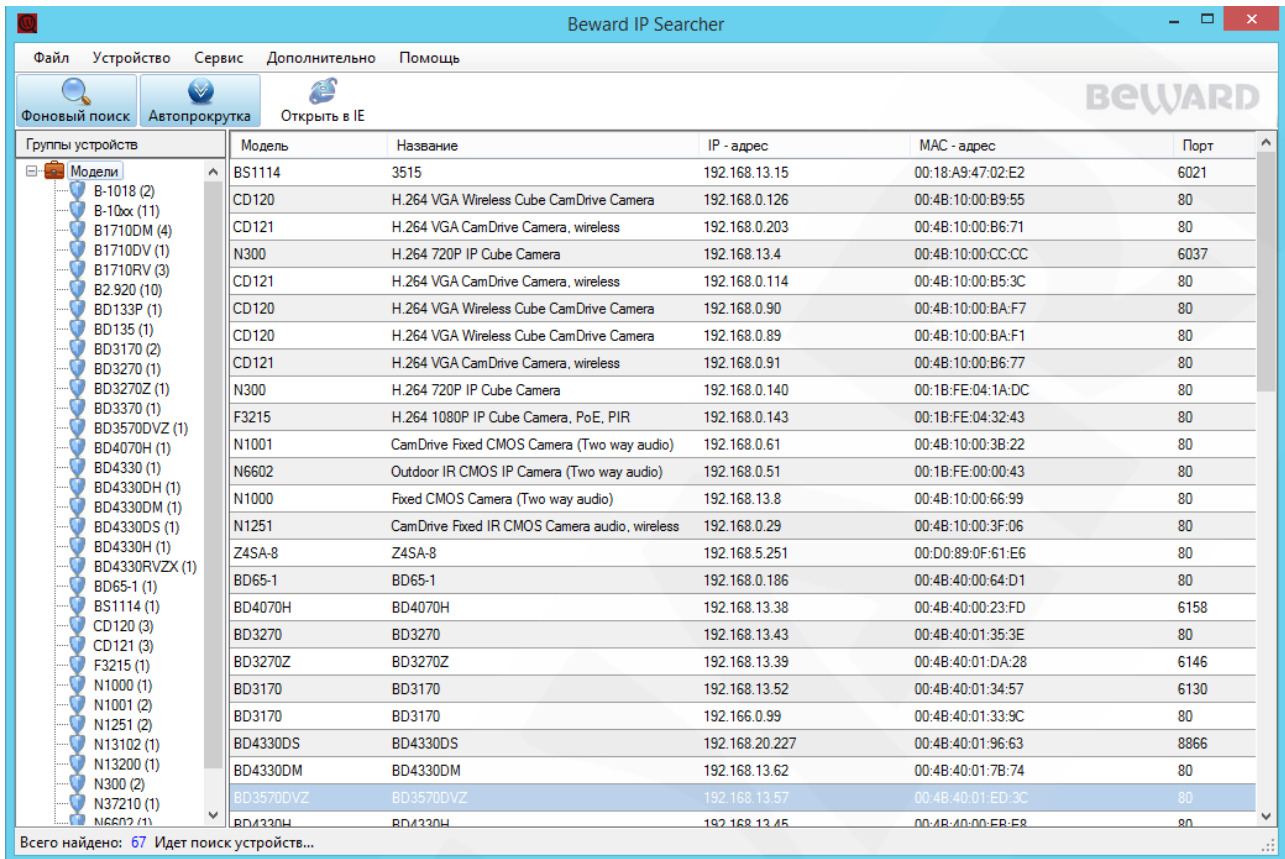 Beward IP Searcher
Файл Устройство Сервис Дополнительно Помощь
Фоновый поиск Автопрокрутка Открыть в IE
BEWARD
Группы устройств
Модели
B-1018 (2)
B-10xx (11)
B1710DM (4)
B1710DV (1)
B1710RV (3)
B2.920 (10)
BD133P (1)
BD135 (1)
BD3170 (2)
BD3270 (1)
BD3270Z (1)
BD3370 (1)
BD3570DVZ (1)
BD4070H (1)
BD4330 (1)
BD4330DH (1)
BD4330DM (1)
BD4330DS (1)
BD4330H (1)
BD4330RVZX (1)
BD65-1 (1)
BS1114 (1)
CD120 (3)
CD121 (3)
F3215 (1)
N1000 (1)
N1001 (2)
N1251 (2)
N13102 (1)
N13200 (1)
N300 (2)
N37210 (1)
N6602 (1)
Модель Название IP - адрес MAC - адрес Порт
BS1114 3515 192.168.13.15 00:18:A9:47:02:E2 6021
CD120 H.264 VGA Wireless Cube CamDrive Camera 192.168.0.126 00:4B:10:00:B9:55 80
CD121 H.264 VGA CamDrive Camera, wireless 192.168.0.203 00:4B:10:00:B6:71 80
N300 H.264 720P IP Cube Camera 192.168.13.4 00:4B:10:00:CC:CC 6037
CD121 H.264 VGA CamDrive Camera, wireless 192.168.0.114 00:4B:10:00:B5:3C 80
CD120 H.264 VGA Wireless Cube CamDrive Camera 192.168.0.90 00:4B:10:00:BA:F7 80
CD120 H.264 VGA Wireless Cube CamDrive Camera 192.168.0.89 00:4B:10:00:BA:F1 80
CD121 H.264 VGA CamDrive Camera, wireless 192.168.0.91 00:4B:10:00:B6:77 80
N300 H.264 720P IP Cube Camera 192.168.0.140 00:1B:FE:04:1A:DC 80
F3215 H.264 1080P IP Cube Camera, PoE, PIR 192.168.0.143 00:1B:FE:04:32:43 80
N1001 CamDrive Fixed CMOS Camera (Two way audio) 192.168.0.61 00:4B:10:00:3B:22 80
N6602 Outdoor IR CMOS IP Camera (Two way audio) 192.168.0.51 00:1B:FE:00:00:43 80
N1000 Fixed CMOS Camera (Two way audio) 192.168.13.8 00:4B:10:00:66:99 80
N1251 CamDrive Fixed IR CMOS Camera audio, wireless 192.168.0.29 00:4B:10:00:3F:06 80
Z4SA-8 Z4SA-8 192.168.5.251 00:D0:89:0F:61:E6 80
BD65-1 BD65-1 192.168.0.186 00:4B:40:00:64:D1 80
BD4070H BD4070H 192.168.13.38 00:4B:40:00:23:FD 6158
BD3270 BD3270 192.168.13.43 00:4B:40:01:35:3E 80
BD3270Z BD3270Z 192.168.13.39 00:4B:40:01:DA:28 6146
BD3170 BD3170 192.168.13.52 00:4B:40:01:34:57 6130
BD3170 BD3170 192.166.0.99 00:4B:40:01:33:9C 80
BD4330DS BD4330DS 192.168.20.227 00:4B:40:01:96:63 8866
BD4330DM BD4330DM 192.168.13.62 00:4B:40:01:7B:74 80
BD3570DVZ BD3570DVZ 192.168.13.57 00:4B:40:01:ED:3C 80
BD4330H BD4330H 192.168.13.45 00:4B:40:00:EB:E8 80
Всего найдено: 67 Идет поиск устройств...